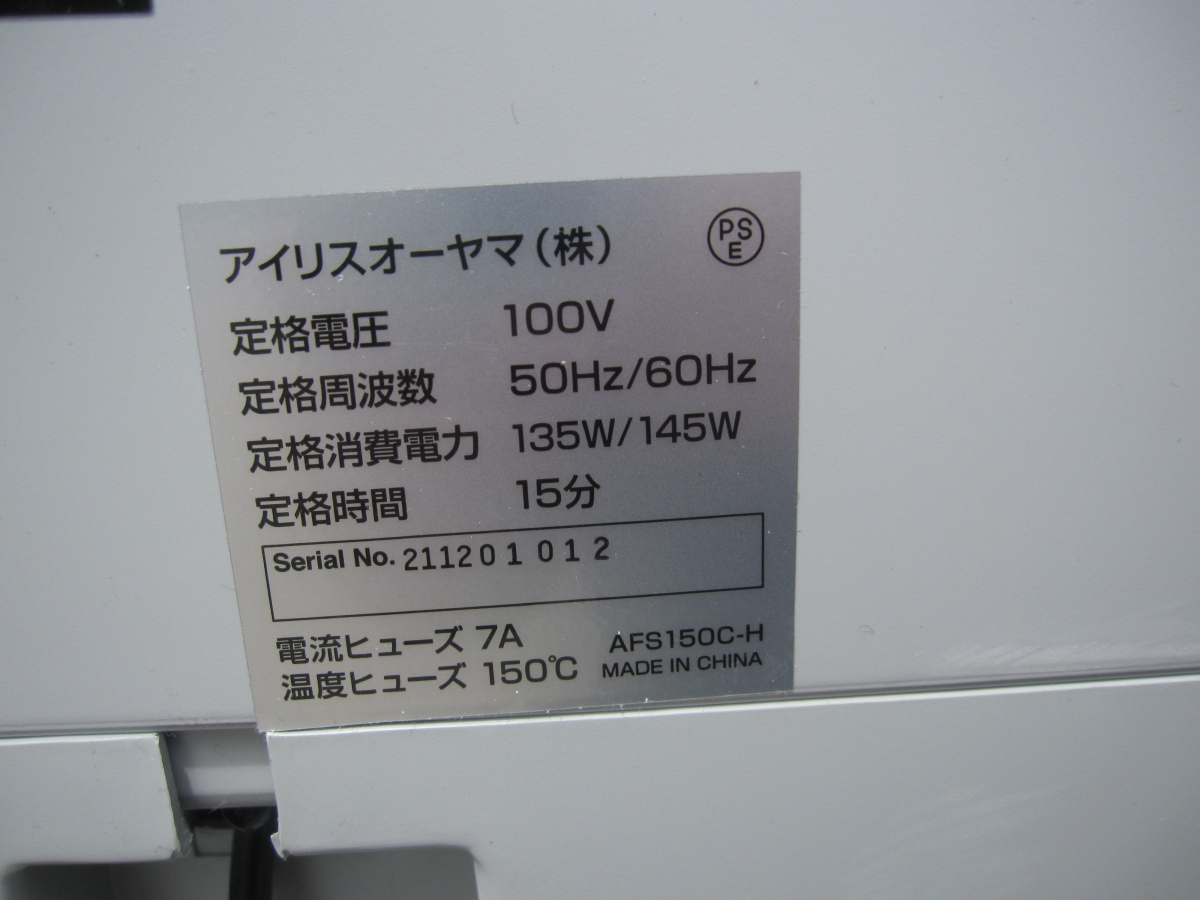 アイリスオーヤマ(株)
PS
E
定格電圧 100V
定格周波数 50Hz/60Hz
定格消費電力 135W/145W
定格時間 15分
Serial No. 211201012
電流ヒューズ 7A
AFS150C-H
温度ヒューズ 150℃
MADE IN CHINA